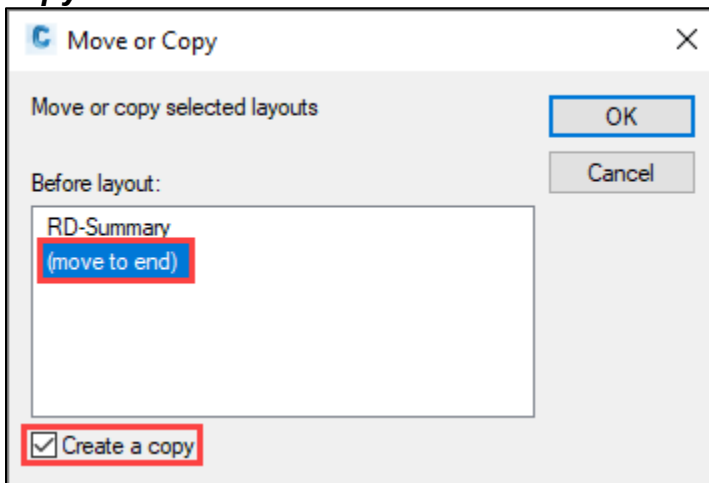 opy
Move or Copy
Move or copy selected layouts
OK
Cancel
Before layout:
RD-Summary
(move to end)
Create a copy